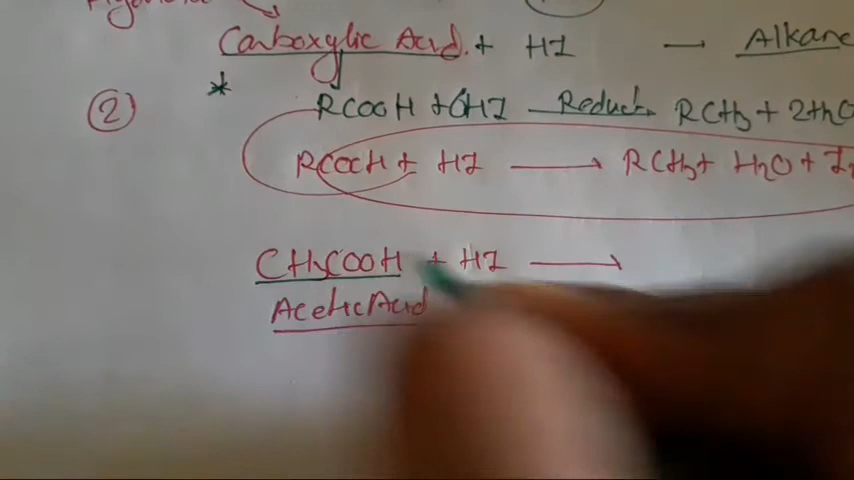 Carboxylic Acid + HI → Alkane
② * RCOOH + 6HI Reduct→ RCH3 + 2H2O
RCOOH + HI → RCH3 + H2O + I2
CH3COOH + HI →
Acetic Acid